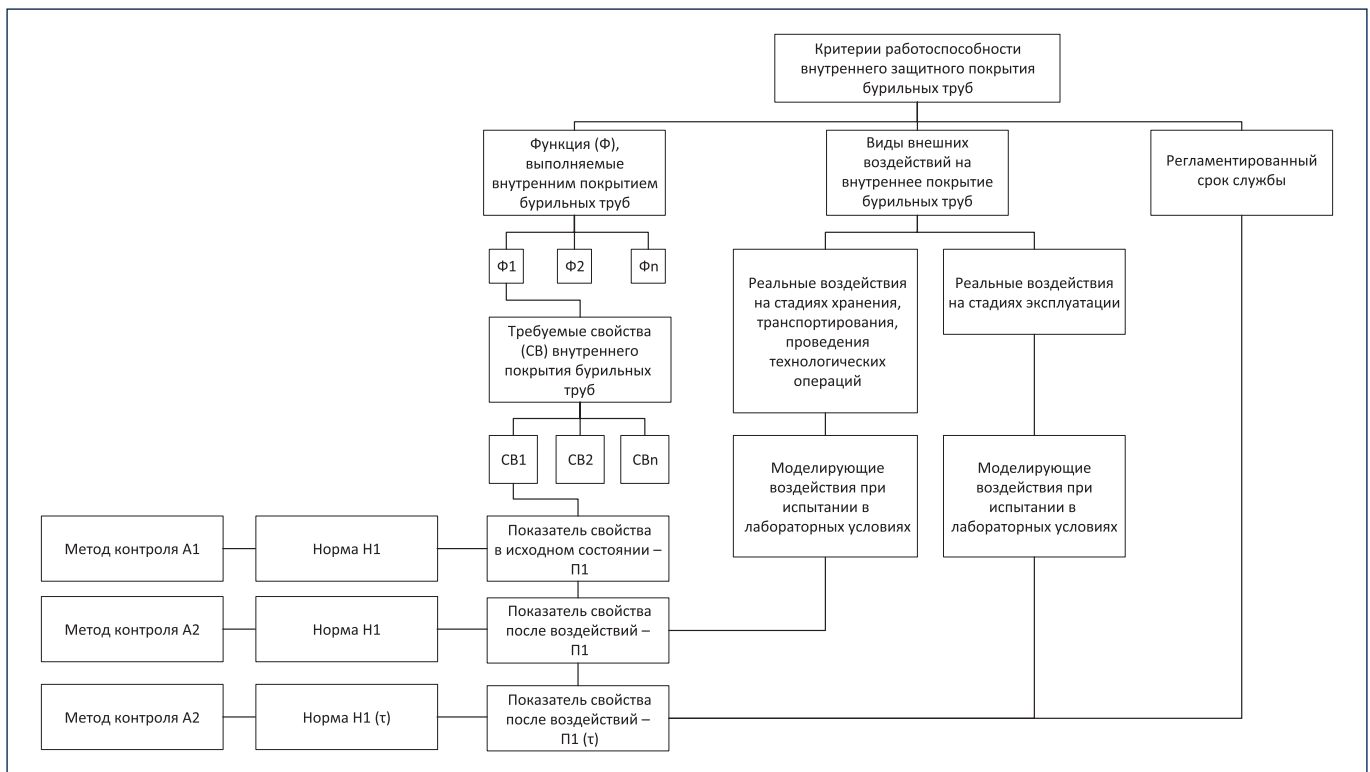 Критерии работоспособности
внутреннего защитного покрытия
бурильных труб
Функция (Ф),
выполняемые
внутренним покрытием
бурильных труб
Виды внешних
воздействий на
внутреннее покрытие
бурильных труб
Регламентированный
срок службы
Ф1
Ф2
Фn
Реальные воздействия
на стадиях хранения,
транспортирования,
проведения
технологических
операций
Реальные воздействия
на стадиях эксплуатации
Требуемые свойства
(СВ) внутреннего
покрытия бурильных
труб
СВ1
СВ2
СВn
Моделирующие
воздействия при
испытании в
лабораторных условиях
Моделирующие
воздействия при
испытании в
лабораторных условиях
Метод контроля А1
Норма Н1
Показатель свойства
в исходном состоянии –
П1
Метод контроля А2
Норма Н1
Показатель свойства
после воздействий –
П1
Метод контроля А2
Норма Н1 (τ)
Показатель свойства
после воздействий –
П1 (τ)